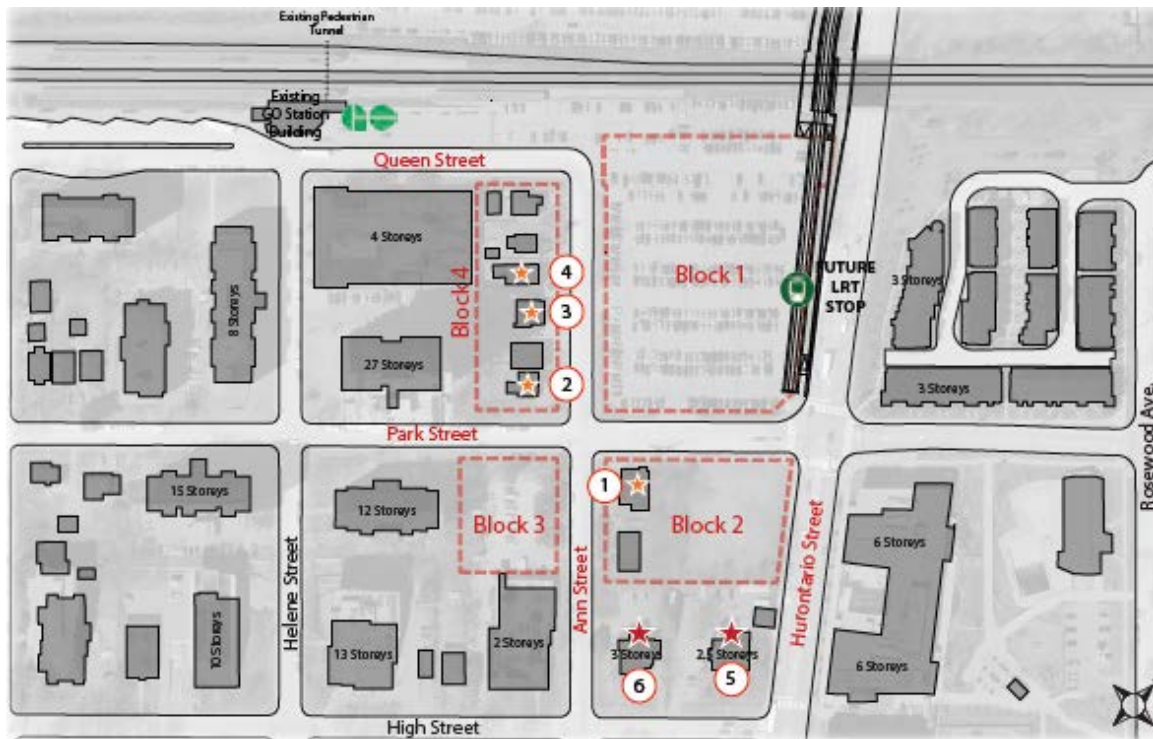 Existing Pedestrian
Tunnel
Existing
GO Station
Building
Queen Street
4 Storeys
Block 4
4
3
2
27 Storeys
8 Storeys
Block 1
FUTURE
LRT
STOP
3 Storeys
3 Storeys
Park Street
Rosewood Ave.
15 Storeys
12 Storeys
Block 3
1
Block 2
Hurontario Street
6 Storeys
Helene Street
Ann Street
10 Storeys
13 Storeys
2 Storeys
3 Storeys
6
2.5 Storeys
5
6 Storeys
High Street